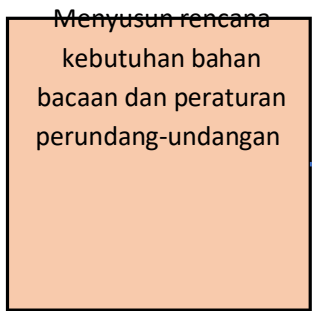 Menyusun rencana
kebutuhan bahan
bacaan dan peraturan
perundang-undangan